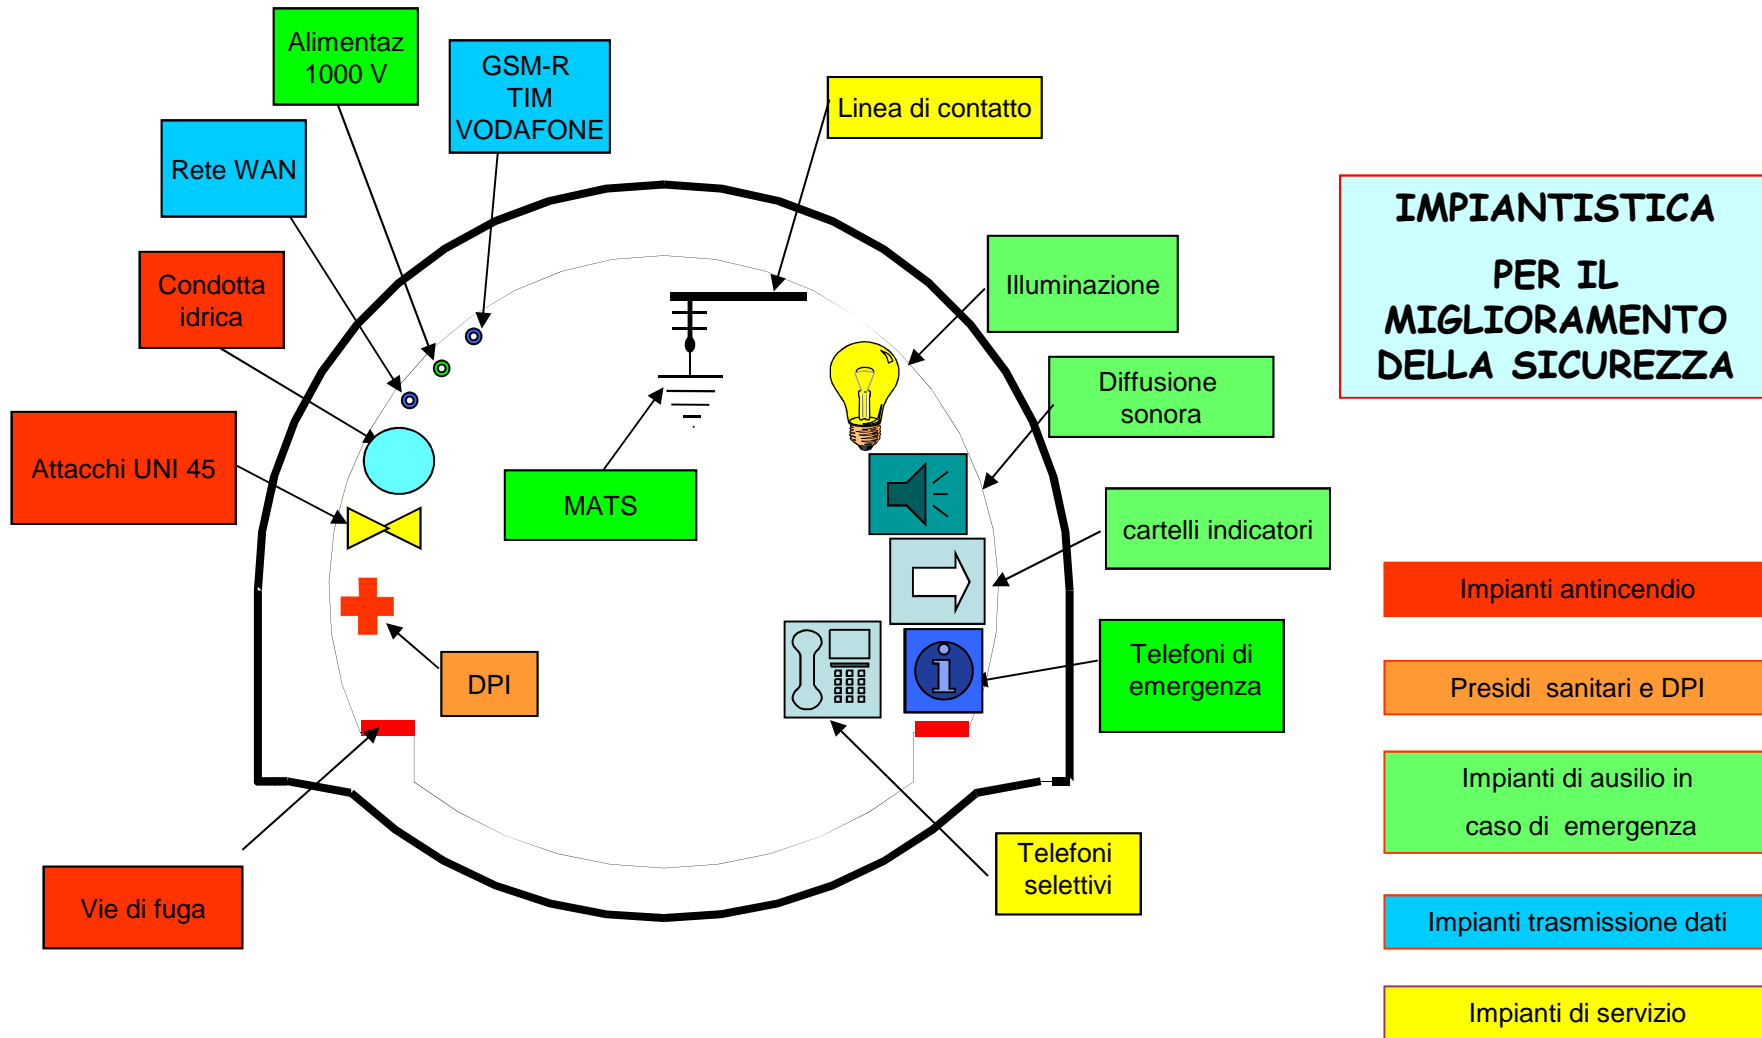 Alimentaz
1000 V
GSM-R
TIM
VODAFONE
Linea di contatto
Rete WAN
IMPIANTISTICA
PER IL
MIGLIORAMENTO
DELLA SICUREZZA
Condotta
idrica
Illuminazione
Diffusione
sonora
Attacchi UNI 45
MATS
cartelli indicatori
Impianti antincendio
DPI
Telefoni di
emergenza
i
Presidi sanitari e DPI
Impianti di ausilio in
caso di emergenza
Telefoni
selettivi
Vie di fuga
Impianti trasmissione dati
Impianti di servizio